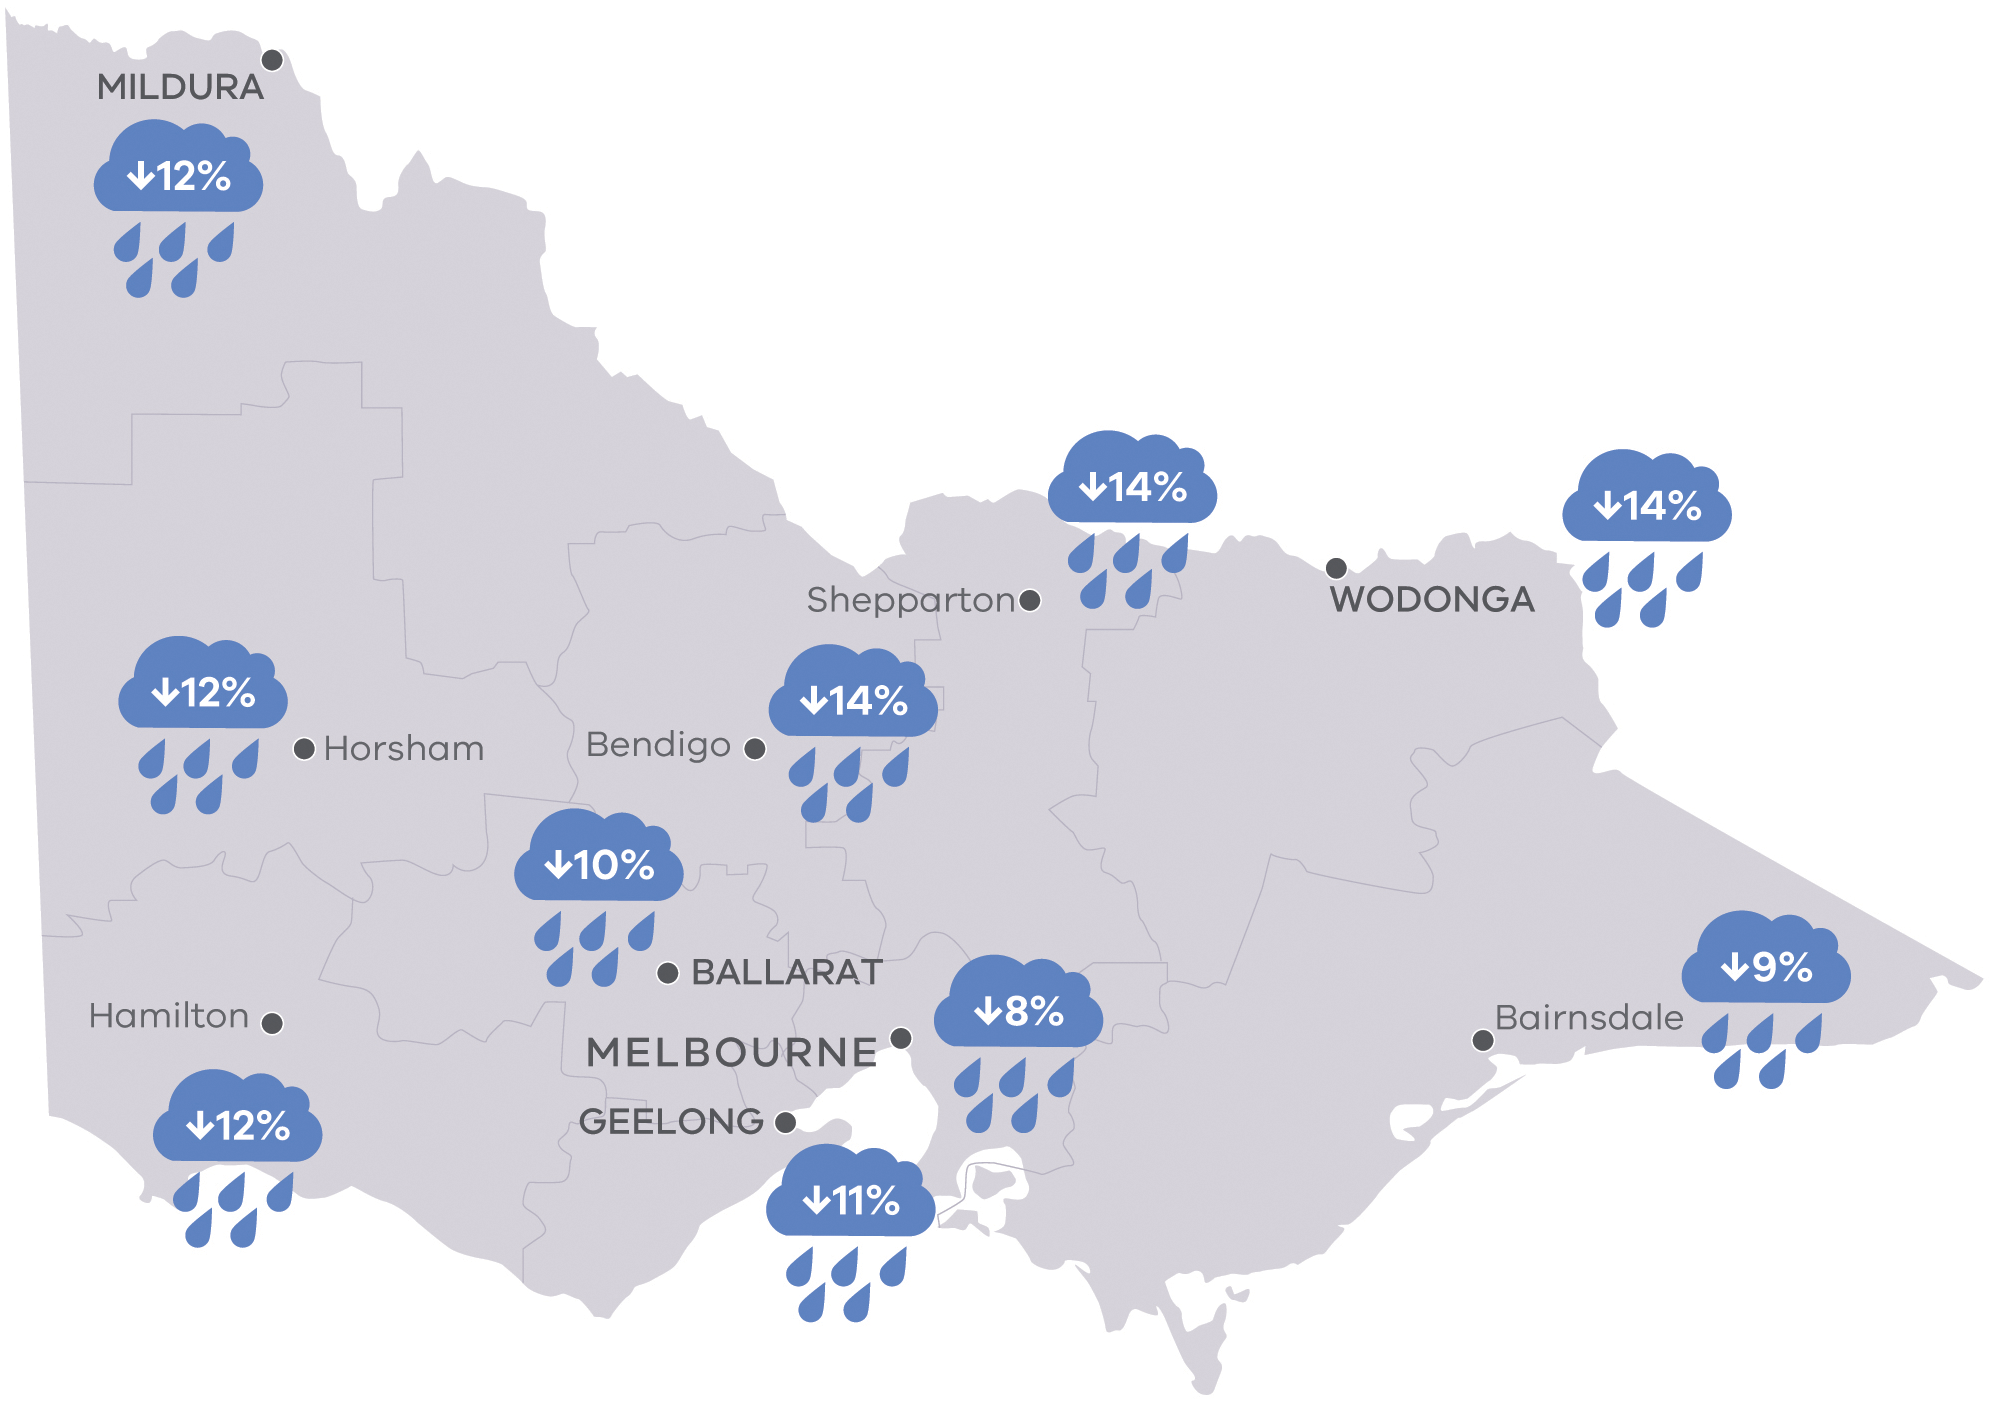 MILDURA
↓12%
↓14%
↓14%
Shepparton
WODONGA
↓12%
Horsham
Bendigo
↓14%
↓10%
BALLARAT
Hamilton
MELBOURNE
↓8%
Bairnsdale
↓9%
↓12%
GEELONG
↓11%